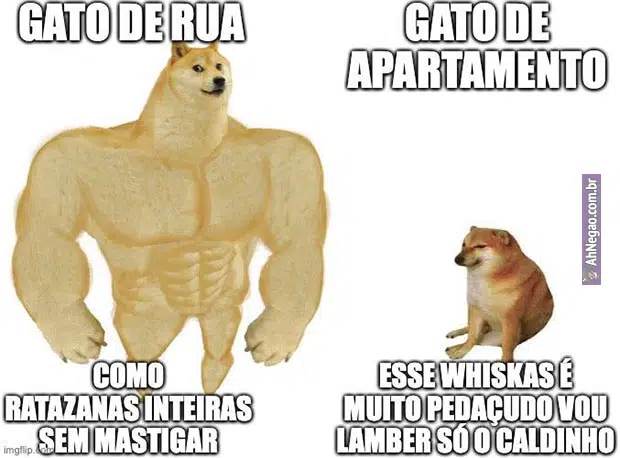 GATO DE RUA
GATO DE
APARTAMENTO
AhNegao.com.br
COMO
RATAZANAS INTEIRAS
SEM MASTIGAR
ESSE WHISKAS É
MUITO PEDAÇUDO VOU
LAMBER SÓ O CALDINHO
imgflip.com